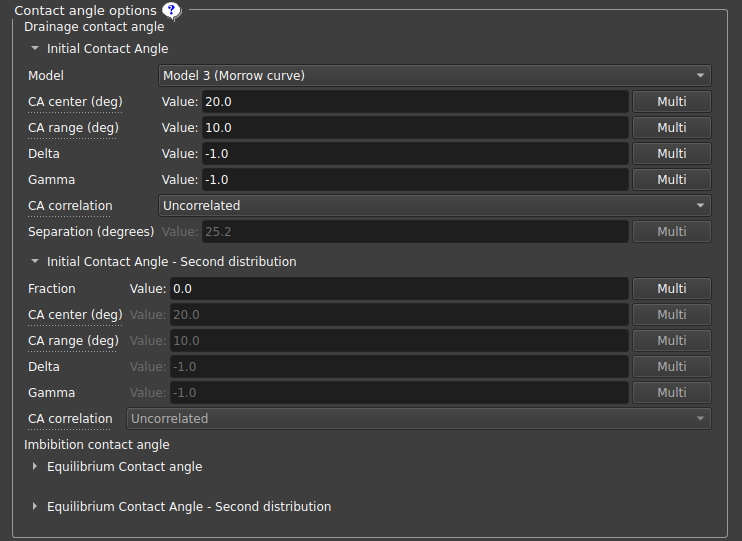 Contact angle options ?
Drainage contact angle
Initial Contact Angle
Model Model 3 (Morrow curve)
CA center (deg) Value: 20.0 Multi
CA range (deg) Value: 10.0 Multi
Delta Value: -1.0 Multi
Gamma Value: -1.0 Multi
CA correlation Uncorrelated
Separation (degrees) Value: 25.2 Multi
Initial Contact Angle - Second distribution
Fraction Value: 0.0 Multi
CA center (deg) Value: 20.0 Multi
CA range (deg) Value: 10.0 Multi
Delta Value: -1.0 Multi
Gamma Value: -1.0 Multi
CA correlation Uncorrelated
Imbibition contact angle
Equilibrium Contact angle
Equilibrium Contact Angle - Second distribution